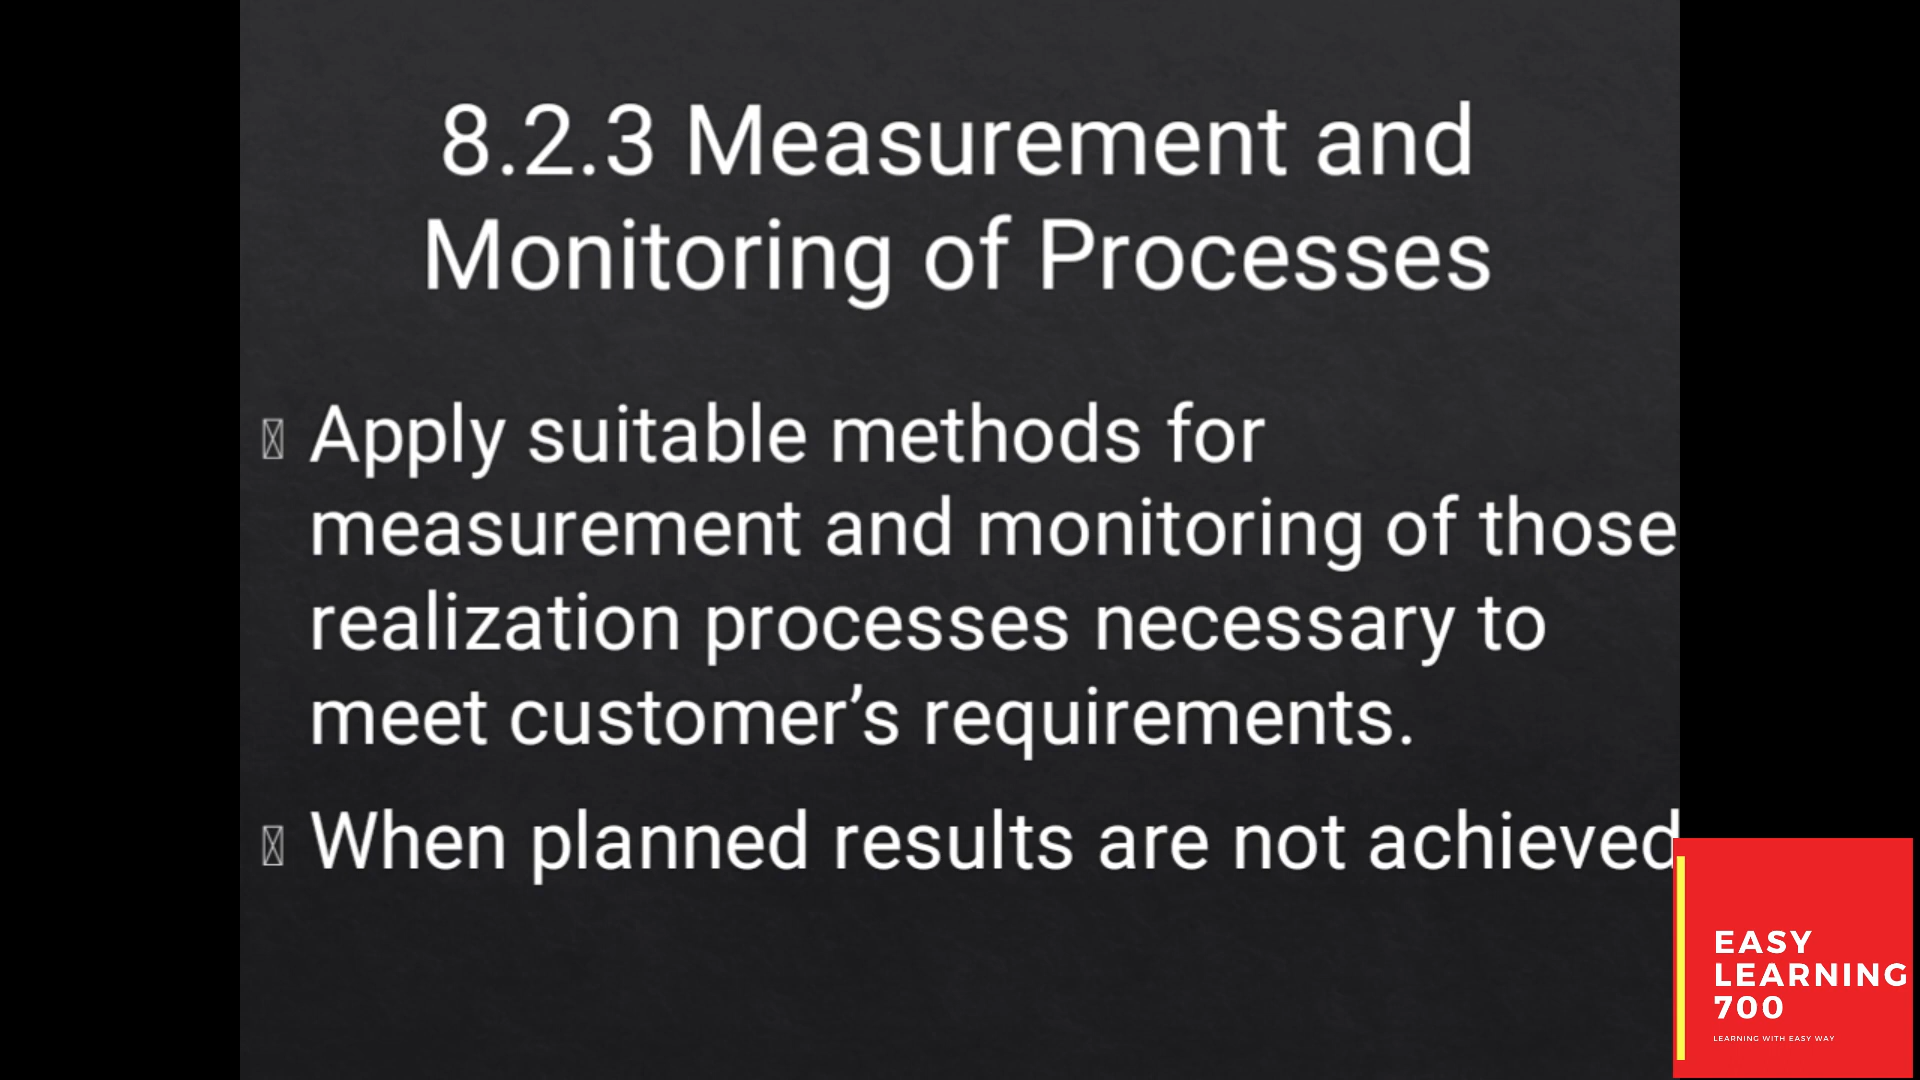 8.2.3 Measurement and
Monitoring of Processes
Apply suitable methods for
measurement and monitoring of those
realization processes necessary to
meet customer’s requirements.
When planned results are not achieved
EASY
LEARNING
700
LEARNING WITH EASY WAY